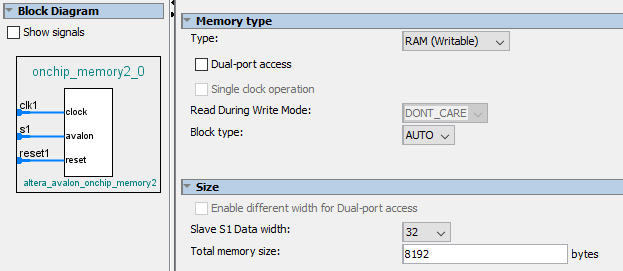 Block Diagram
Show signals
onchip_memory2_0
clk1
clock
s1
avalon
reset1
reset
altera_avalon_onchip_memory2
Memory type
Type: RAM (Writable)
Dual-port access
Single clock operation
Read During Write Mode: DONT_CARE
Block type: AUTO
Size
Enable different width for Dual-port access
Slave S1 Data width: 32
Total memory size: 8192 bytes